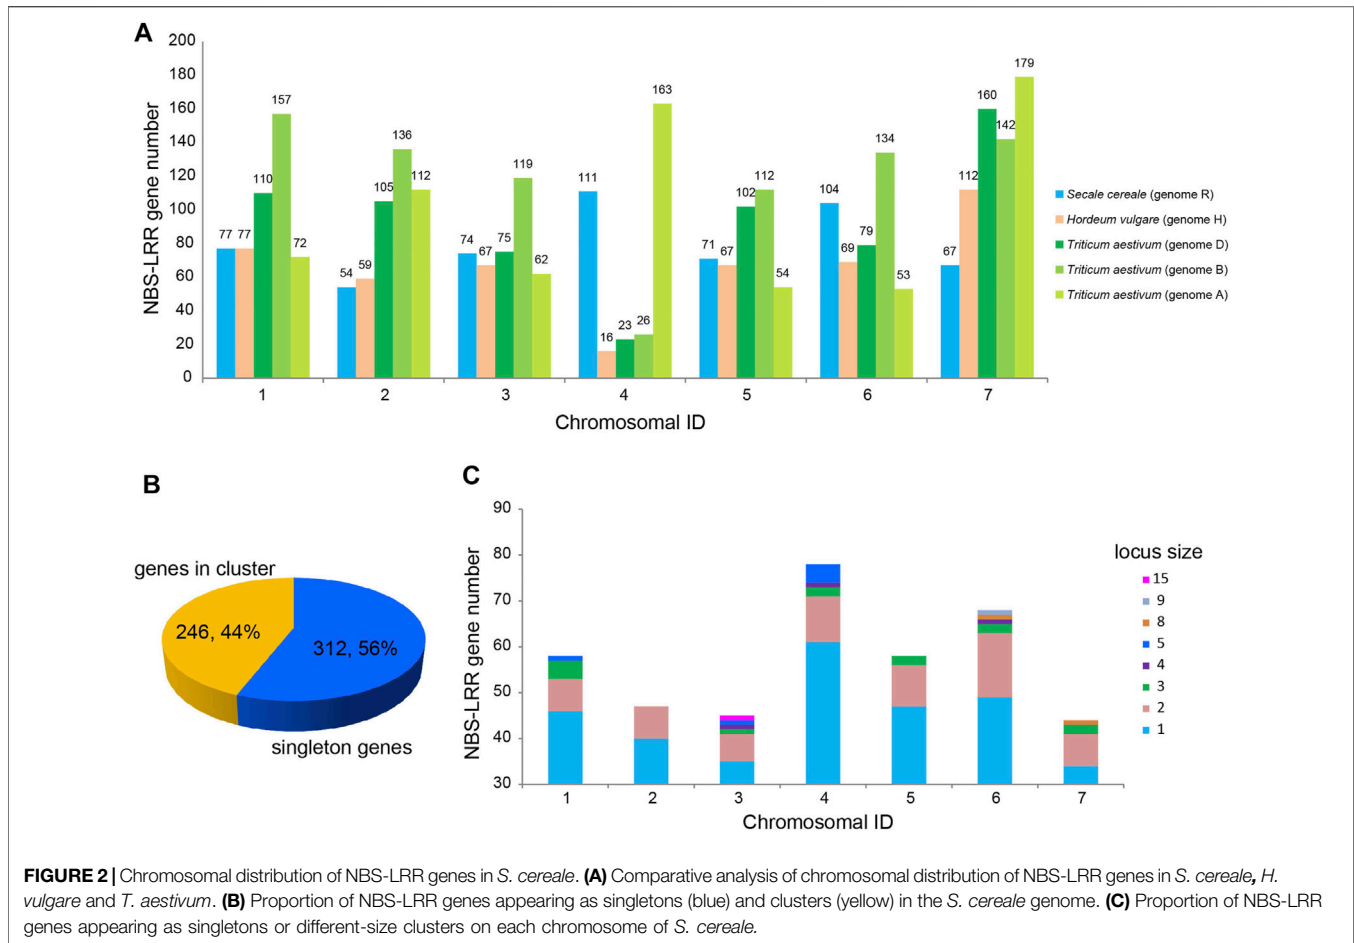 A
200
180
160
140
120
100
80
60
40
20
0
NBS-LRR gene number
77 77 110 157 72
54 59 105 136 112
74 67 75 119 62
111 16 23 26 163
71 67 102 112 54
104 69 79 134 53
67 112 160 142 179
1 2 3 4 5 6 7
Chromosomal ID
Secale cereale (genome R)
Hordeum vulgare (genome H)
Triticum aestivum (genome D)
Triticum aestivum (genome B)
Triticum aestivum (genome A)
B
genes in cluster
246, 44%
312, 56%
singleton genes
C
90
80
70
60
50
40
30
NBS-LRR gene number
1 2 3 4 5 6 7
Chromosomal ID
locus size
15
9
8
5
4
3
2
1
FIGURE 2 | Chromosomal distribution of NBS-LRR genes in S. cereale. (A) Comparative analysis of chromosomal distribution of NBS-LRR genes in S. cereale, H.
vulgare and T. aestivum. (B) Proportion of NBS-LRR genes appearing as singletons (blue) and clusters (yellow) in the S. cereale genome. (C) Proportion of NBS-LRR
genes appearing as singletons or different-size clusters on each chromosome of S. cereale.